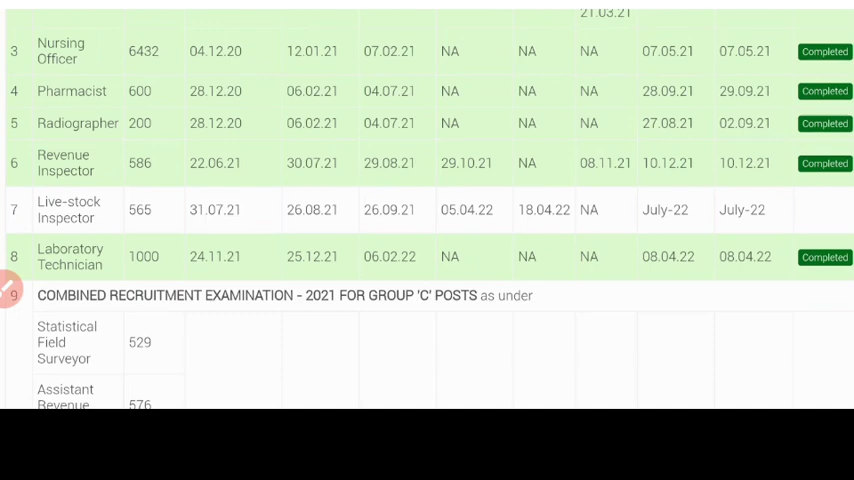 21.03.21
3 Nursing Officer 6432 04.12.20 12.01.21 07.02.21 NA NA NA 07.05.21 07.05.21 Completed
4 Pharmacist 600 28.12.20 06.02.21 04.07.21 NA NA NA 28.09.21 29.09.21 Completed
5 Radiographer 200 28.12.20 06.02.21 04.07.21 NA NA NA 27.08.21 02.09.21 Completed
6 Revenue Inspector 586 22.06.21 30.07.21 29.08.21 29.10.21 NA 08.11.21 10.12.21 10.12.21 Completed
7 Live-stock Inspector 565 31.07.21 26.08.21 26.09.21 05.04.22 18.04.22 NA July-22 July-22
8 Laboratory Technician 1000 24.11.21 25.12.21 06.02.22 NA NA NA 08.04.22 08.04.22 Completed
9 COMBINED RECRUITMENT EXAMINATION - 2021 FOR GROUP 'C' POSTS as under
Statistical Field Surveyor 529
Assistant Revenue 576